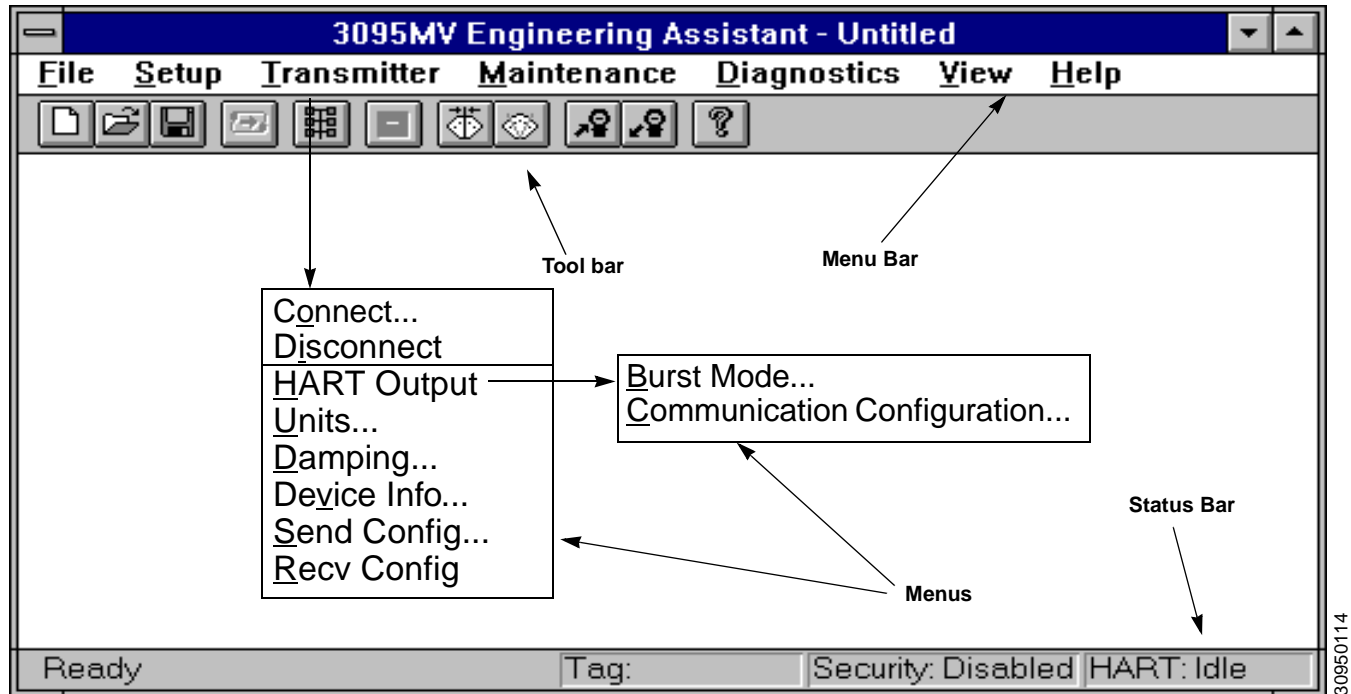 3095MV Engineering Assistant - Untitled
File Setup Transmitter Maintenance Diagnostics View Help
Tool bar
Menu Bar
Connect...
Disconnect
HART Output
Units...
Damping...
Device Info...
Send Config...
Recv Config
Burst Mode...
Communication Configuration...
Status Bar
Menus
Ready Tag: Security: Disabled HART: Idle
30950114